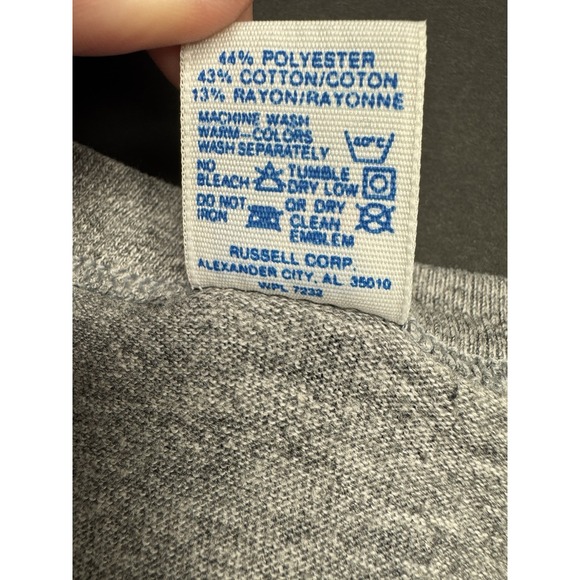 44% POLYESTER
43% COTTON/COTON
13% RAYON/RAYONNE
MACHINE WASH
WARM-COLORS
WASH SEPARATELY 40°C
NO BLEACH TUMBLE DRY LOW
DO NOT IRON OR DRY CLEAN EMBLEM
RUSSELL CORP.
ALEXANDER CITY, AL 35010
WPL 7232